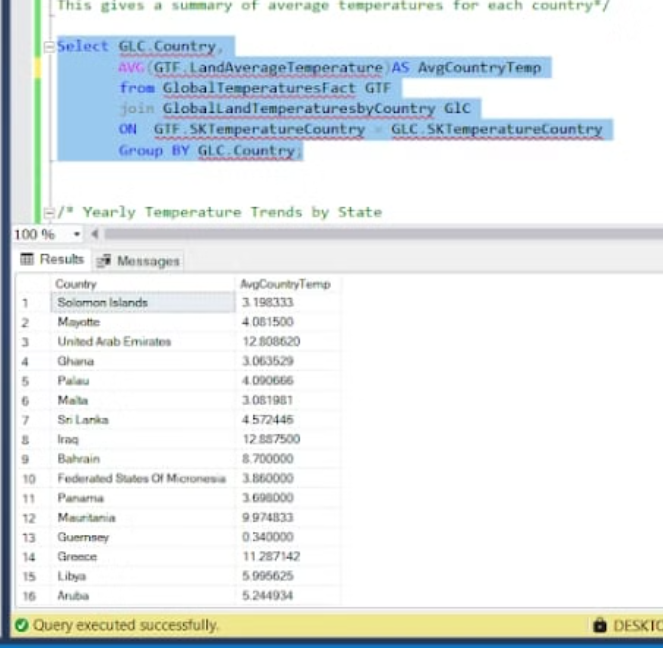 This gives a summary of average temperatures for each country*/
Select GLC.Country,
AVG(GTF.LandAverageTemperature)AS AvgCountryTemp
from GlobalTemperaturesFact GTF
join GlobalLandTemperaturesbyCountry GlC
ON GTF.SKTemperatureCountry = GLC.SKTemperatureCountry
Group BY GLC.Country;
/* Yearly Temperature Trends by State
100 %
Results Messages
Country AvgCountryTemp
1 Solomon Islands 3.198333
2 Mayotte 4.081500
3 United Arab Emirates 12.808620
4 Ghana 3.063529
5 Palau 4.090666
6 Malta 3.081981
7 Sri Lanka 4.572446
8 Iraq 12.887500
9 Bahrain 8.700000
10 Federated States Of Micronesia 3.860000
11 Panama 3.698000
12 Mauritania 9.974833
13 Guernsey 0.340000
14 Greece 11.287142
15 Libya 5.995625
16 Aruba 5.244934
Query executed successfully.
DESKTO